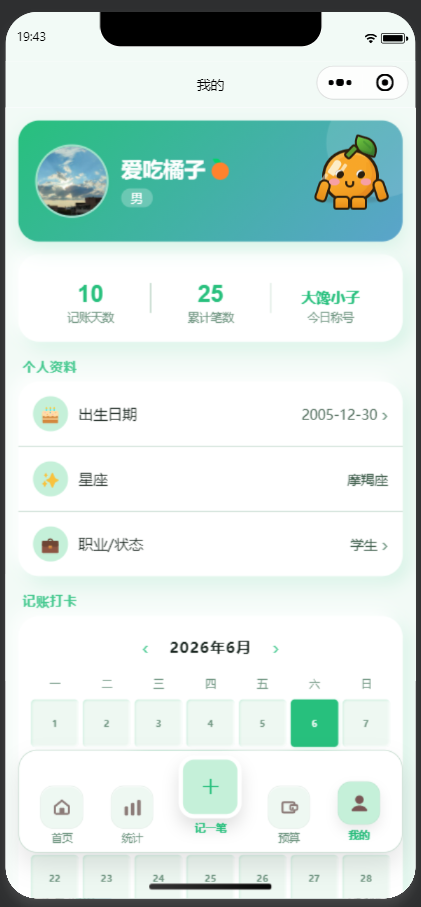 19:43
我的
爱吃橘子
男
10 25 大馋小子
记账天数 累计笔数 今日称号
个人资料
出生日期 2005-12-30 ›
星座 摩羯座
职业/状态 学生 ›
记账打卡
‹ 2026年6月 ›
一 二 三 四 五 六 日
1 2 3 4 5 6 7
+
记一笔
首页 统计 预算 我的
22 23 24 25 26 27 28